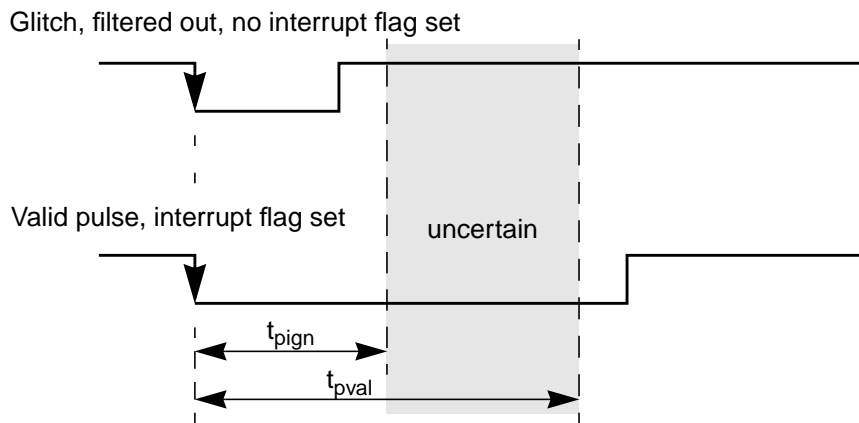 Glitch, filtered out, no interrupt flag set
Valid pulse, interrupt flag set
uncertain
tpign
tpval